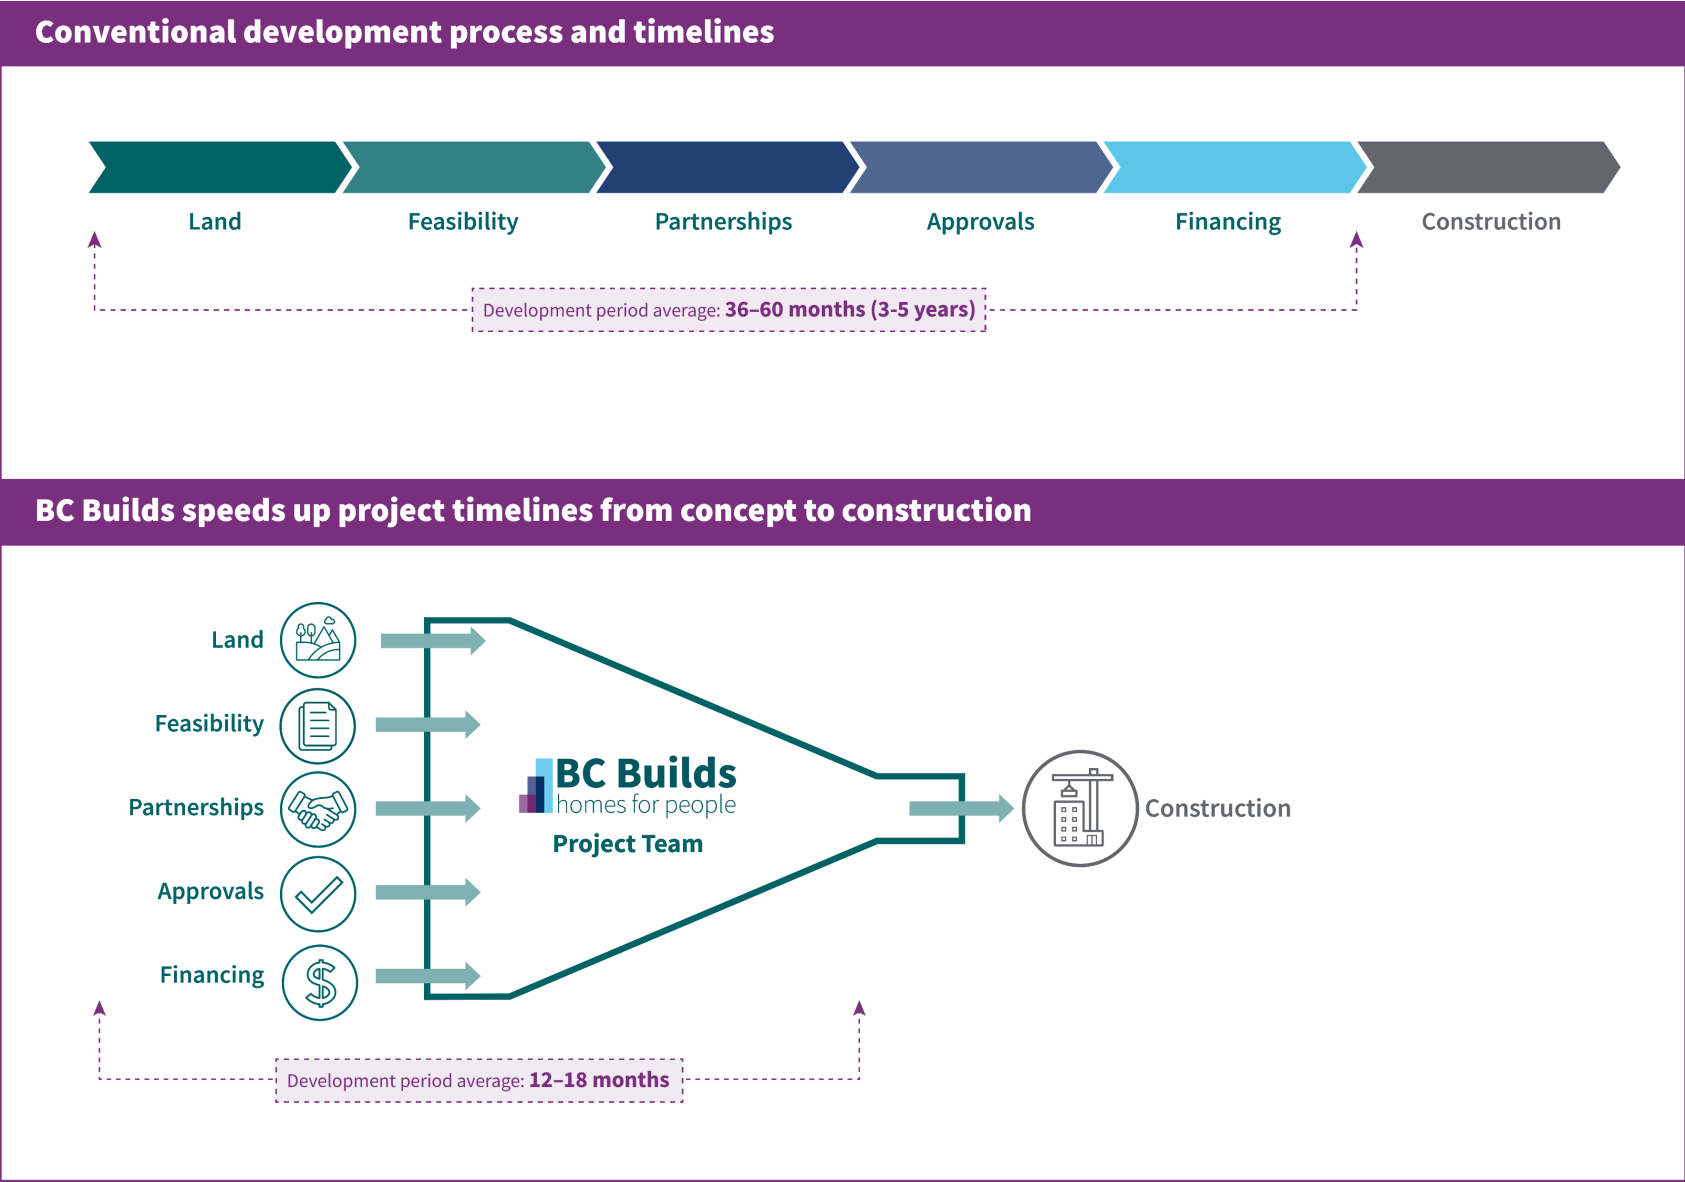 Conventional development process and timelines
Land
Feasibility
Partnerships
Approvals
Financing
Construction
Development period average: 36–60 months (3-5 years)
BC Builds speeds up project timelines from concept to construction
Land
Feasibility
Partnerships
Approvals
Financing
BC Builds
homes for people
Project Team
Construction
Development period average: 12–18 months